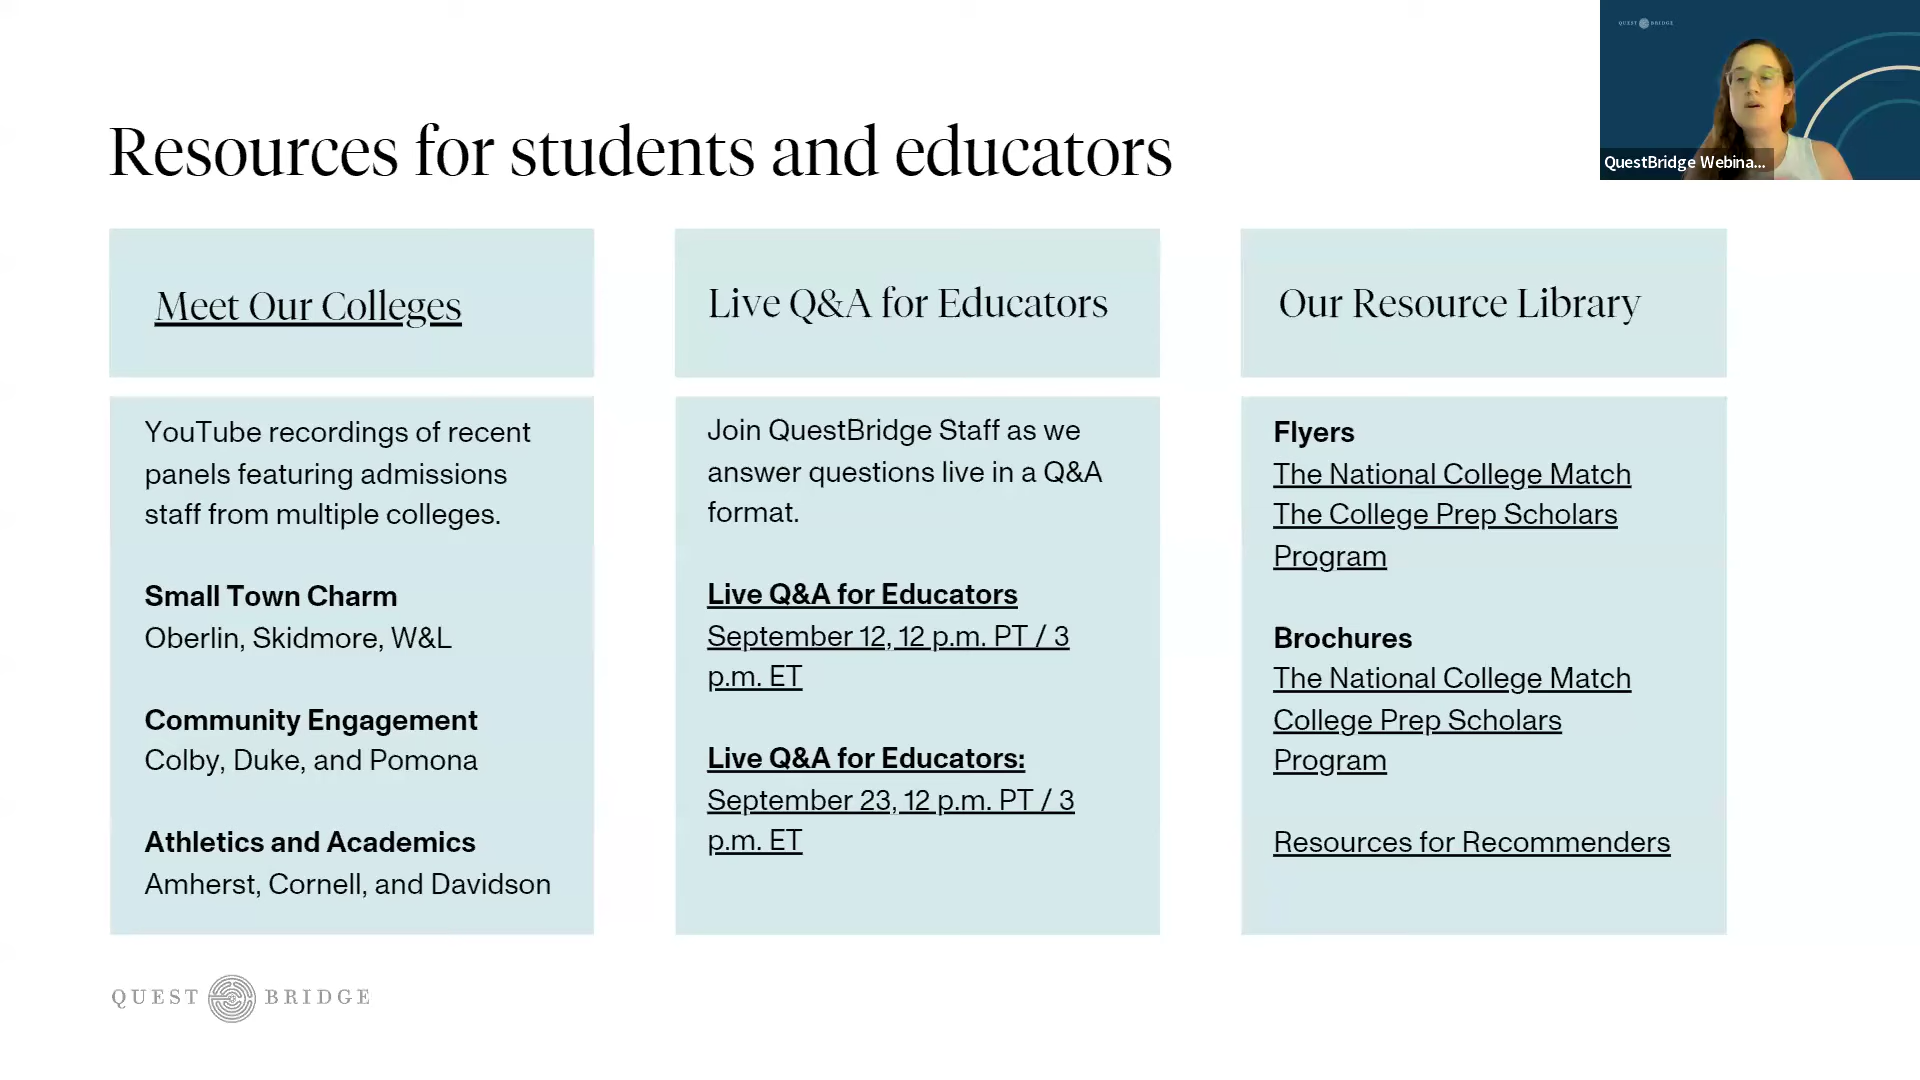 QUEST BRIDGE
QuestBridge Webina...
Resources for students and educators
Meet Our Colleges
YouTube recordings of recent
panels featuring admissions
staff from multiple colleges.
Small Town Charm
Oberlin, Skidmore, W&L
Community Engagement
Colby, Duke, and Pomona
Athletics and Academics
Amherst, Cornell, and Davidson
Live Q&A for Educators
Join QuestBridge Staff as we
answer questions live in a Q&A
format.
Live Q&A for Educators
September 12, 12 p.m. PT / 3
p.m. ET
Live Q&A for Educators:
September 23, 12 p.m. PT / 3
p.m. ET
Our Resource Library
Flyers
The National College Match
The College Prep Scholars
Program
Brochures
The National College Match
College Prep Scholars
Program
Resources for Recommenders
QUEST BRIDGE